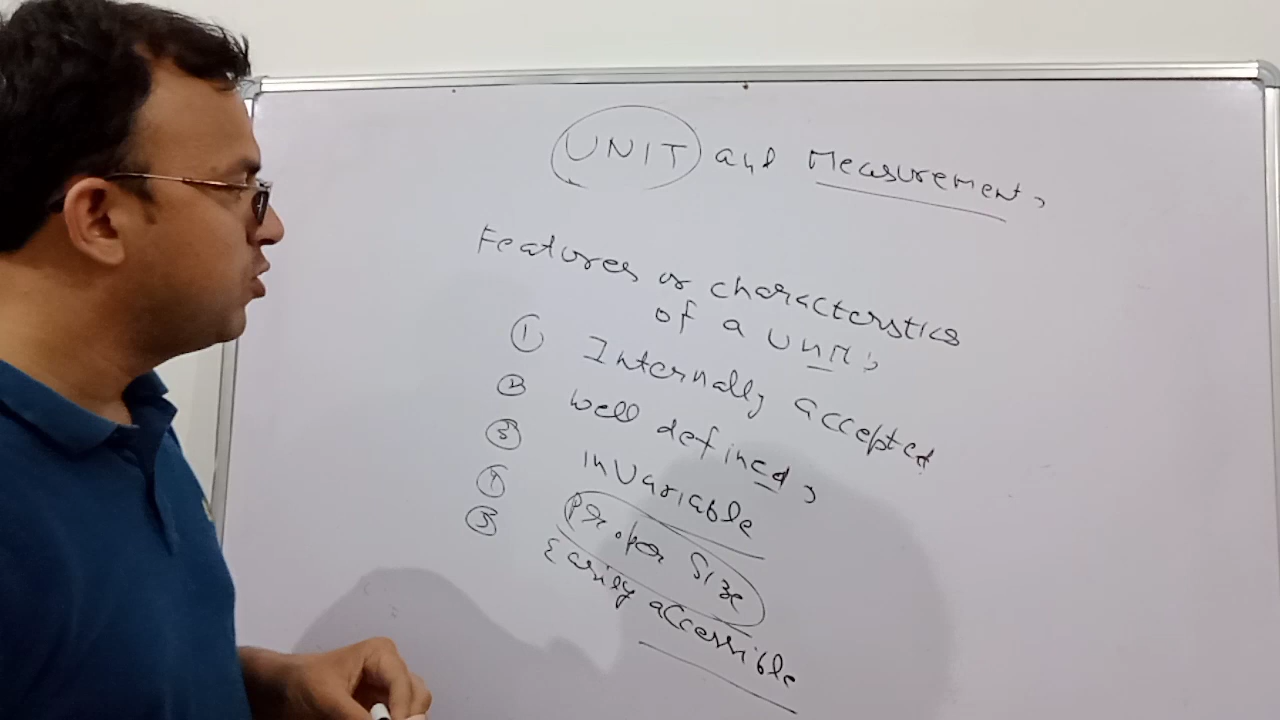 UNIT and Measurement,
Features or characterstics
of a unit,
① Internally accepted
② well defined,
③ invariable
④ proper size
⑤ Easily accessible